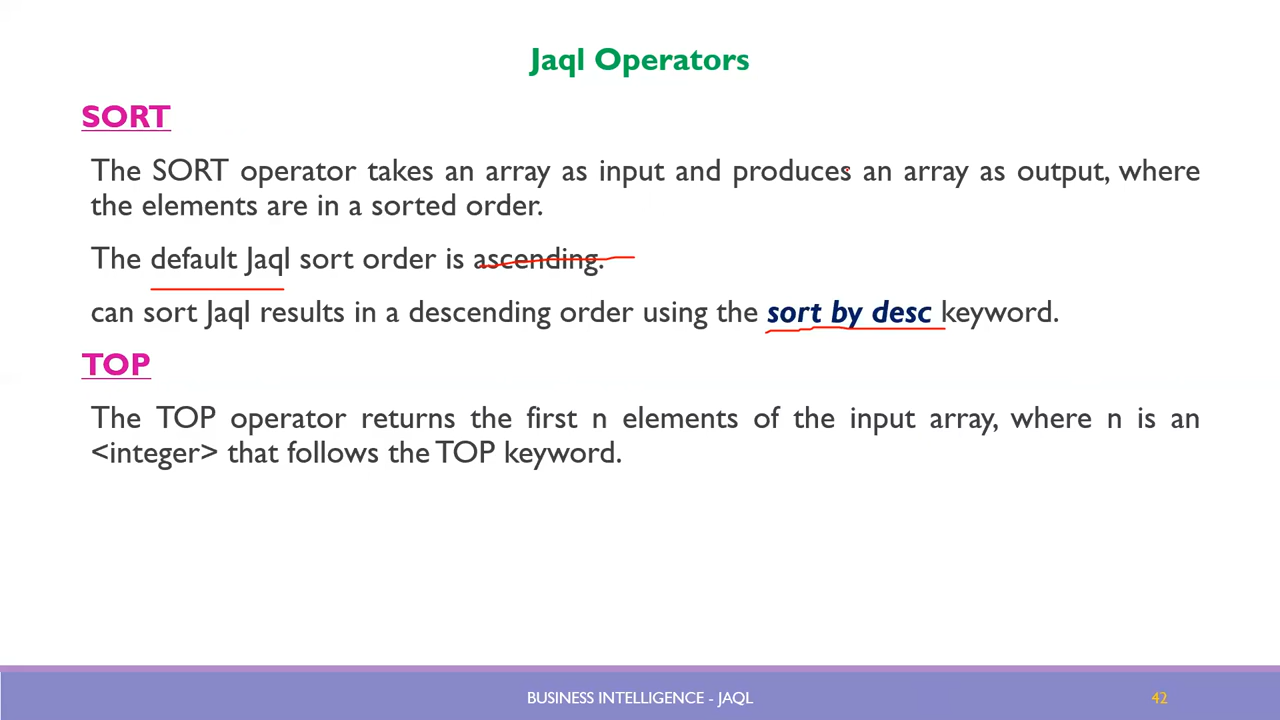 Jaql Operators
SORT
The SORT operator takes an array as input and produces an array as output, where
the elements are in a sorted order.
The default Jaql sort order is ascending.
can sort Jaql results in a descending order using the sort by desc keyword.
TOP
The TOP operator returns the first n elements of the input array, where n is an
<integer> that follows the TOP keyword.
BUSINESS INTELLIGENCE - JAQL
42